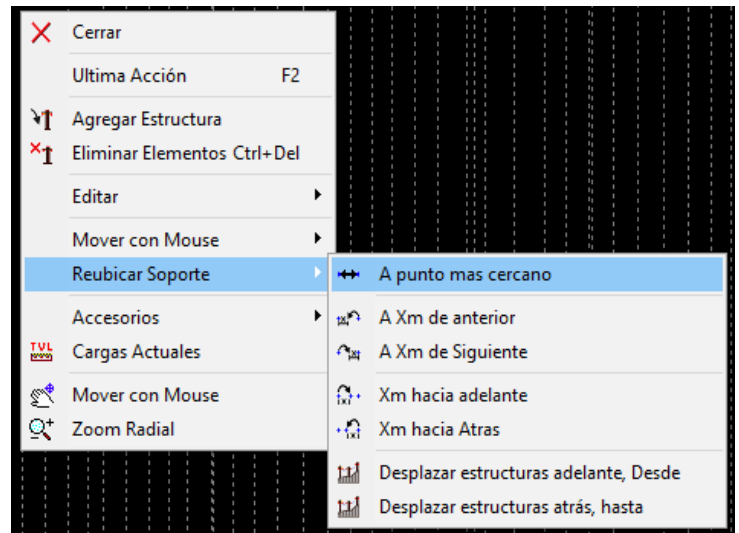 Cerrar
Ultima Acción F2
Agregar Estructura
Eliminar Elementos Ctrl+Del
Editar
Mover con Mouse
Reubicar Soporte
Accesorios
TVL
Cargas Actuales
Mover con Mouse
Zoom Radial
A punto mas cercano
A Xm de anterior
A Xm de Siguiente
Xm hacia adelante
Xm hacia Atras
Desplazar estructuras adelante, Desde
Desplazar estructuras atrás, hasta